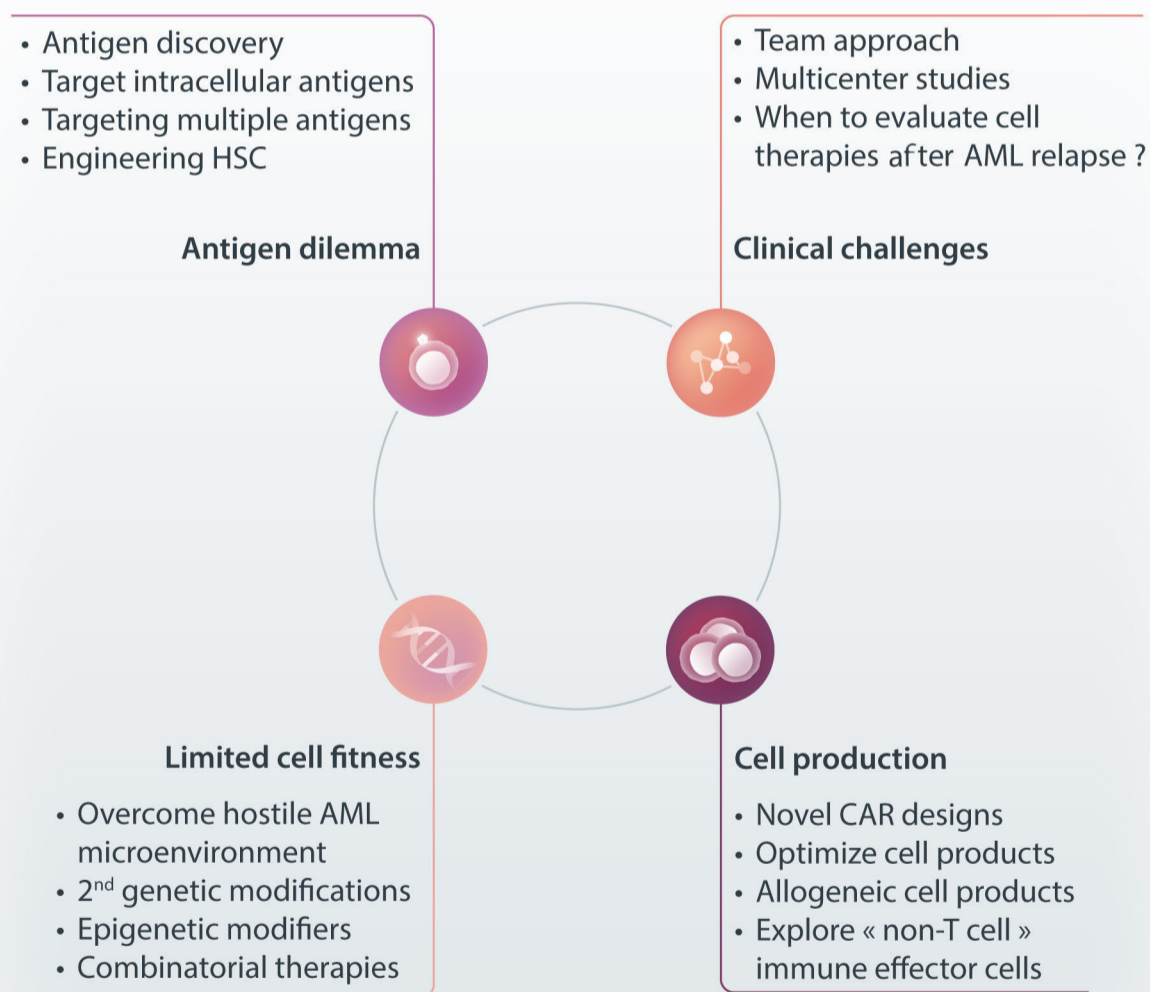 • Antigen discovery
• Target intracellular antigens
• Targeting multiple antigens
• Engineering HSC
Antigen dilemma
• Team approach
• Multicenter studies
• When to evaluate cell
therapies after AML relapse ?
Clinical challenges
Limited cell fitness
• Overcome hostile AML
microenvironment
• 2nd genetic modifications
• Epigenetic modifiers
• Combinatorial therapies
Cell production
• Novel CAR designs
• Optimize cell products
• Allogeneic cell products
• Explore « non-T cell »
immune effector cells